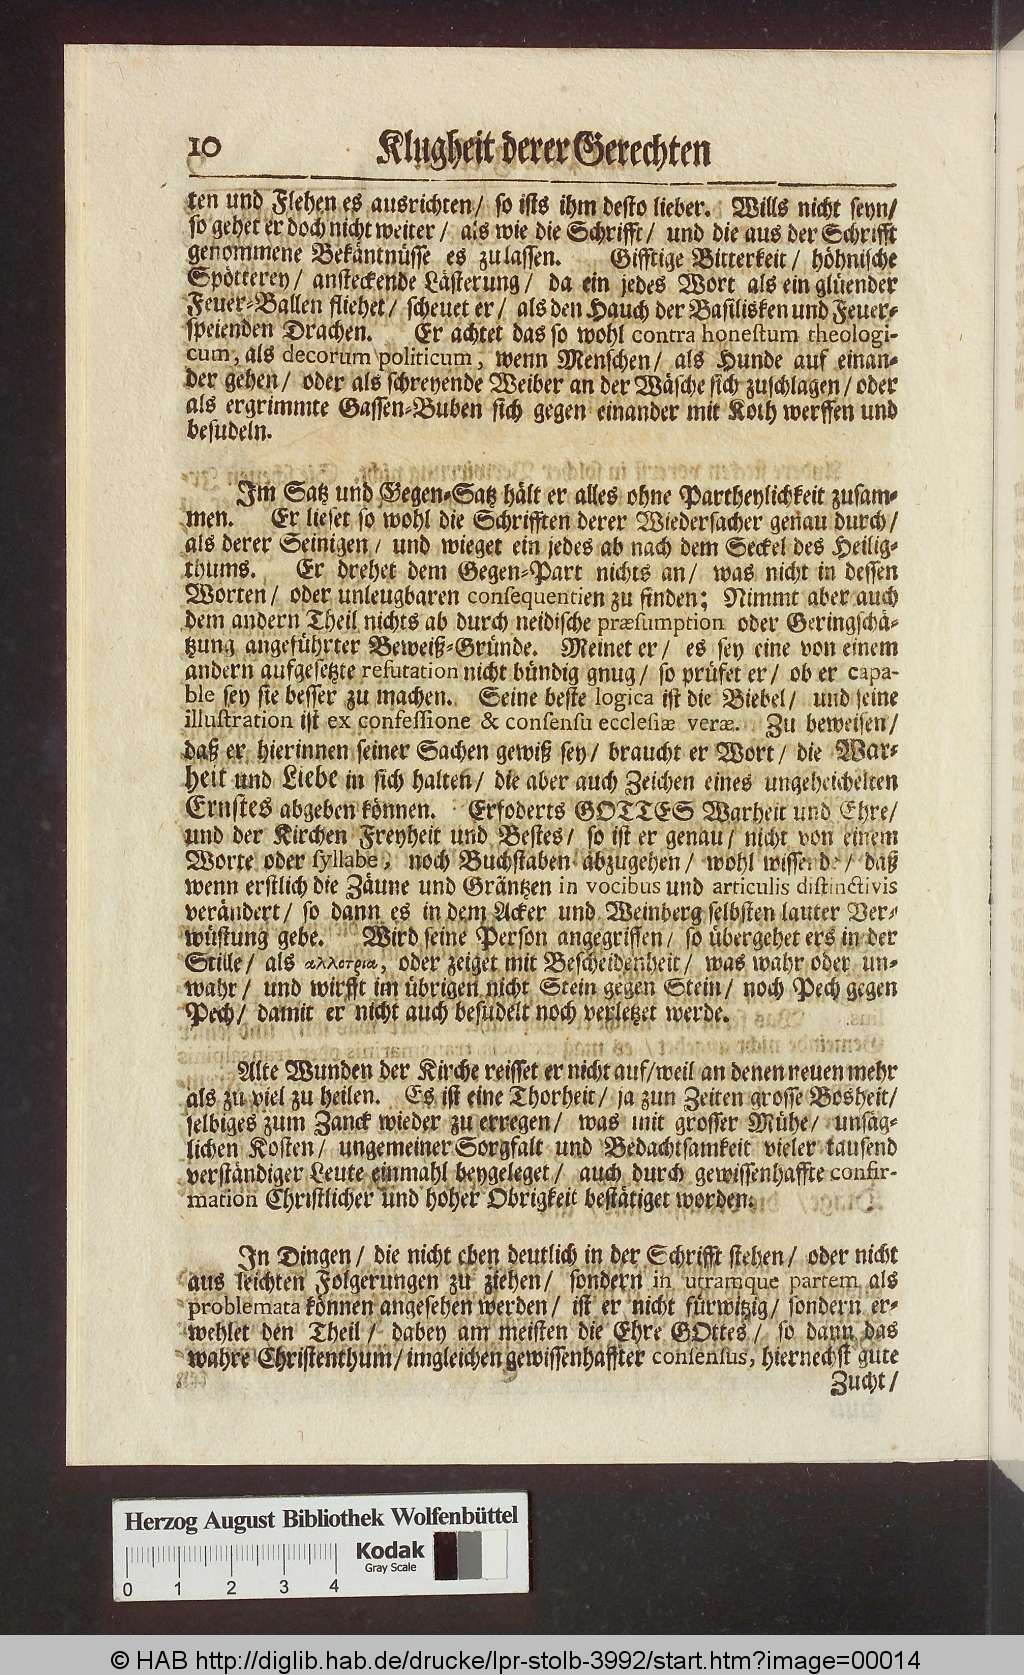 10 Klugheit derer Gerechten
ten und Flehen es ausrichten/ so ists ihm desto lieber. Wills nicht seyn/
so gehet er doch nicht weiter/ als wie die Schrifft/ und die aus der Schrifft
genommene Bekäntnüsse es zulassen. Gifftige Bitterkeit/ höhnische
Spötterey/ ansteckende Lästerung/ da ein jedes Wort als ein glüender
Feuer-Ballen fliehet/ scheuet er/ als den Hauch der Basilisken und Feuer-
speienden Drachen. Er achtet das so wohl contra honestum theologi-
cum, als decorum politicum, wenn Menschen/ als Hunde auf einan-
der gehen/ oder als schreyende Weiber an der Wäsche sich zuschlagen/ oder
als ergrimmte Gassen-Buben sich gegen einander mit Koth werffen und
besudeln.
Im Satz und Gegen-Satz hält er alles ohne Partheylichkeit zusam-
men. Er lieset so wohl die Schrifften derer Wiedersacher genau durch/
als derer Seinigen/ und wieget ein jedes ab nach dem Seckel des Heilig-
thums. Er drehet dem Gegen-Part nichts an/ was nicht in dessen
Worten/ oder unleugbaren consequentien zu finden; Nimmt aber auch
dem andern Theil nichts ab durch neidische præsumption oder Geringschä-
tzung angeführter Beweiß-Gründe. Meinet er/ es sey eine von einem
andern aufgesetzte refutation nicht bündig gnug/ so prüfet er/ ob er capa-
ble sey sie besser zu machen. Seine beste logica ist die Biebel/ und seine
illustration ist ex confessione & consensu ecclesiæ veræ. Zu beweisen/
daß er hierinnen seiner Sachen gewiß sey/ braucht er Wort/ die War-
heit und Liebe in sich halten/ die aber auch Zeichen eines ungeheichelten
Ernstes abgeben können. Erfoderts GOTTES Warheit und Ehre/
und der Kirchen Freyheit und Bestes/ so ist er genau/ nicht von einem
Worte oder syllabe, noch Buchstaben abzugehen/ wohl wissende/ daß
wenn erstlich die Zäune und Gräntzen in vocibus und articulis distinctivis
verändert/ so dann es in dem Acker und Weinberg selbsten lauter Ver-
wüstung gebe. Wird seine Person angegriffen/ so übergehet ers in der
Stille/ als αλλοτρια, oder zeiget mit Bescheidenheit/ was wahr oder un-
wahr/ und wirfft im übrigen nicht Stein gegen Stein/ noch Pech gegen
Pech/ damit er nicht auch besudelt noch verletzet werde.
Alte Wunden der Kirche reisset er nicht auf/ weil an denen neuen mehr
als zu viel zu heilen. Es ist eine Thorheit/ ja zun Zeiten grosse Bosheit/
selbiges zum Zanck wieder zu erregen/ was mit grosser Mühe/ unsäg-
lichen Kosten/ ungemeiner Sorgfalt und Bedachtsamkeit vieler tausend
verständiger Leute einmahl beygeleget/ auch durch gewissenhaffte confir-
mation Christlicher und hoher Obrigkeit bestätiget worden.
In Dingen/ die nicht eben deutlich in der Schrifft stehen/ oder nicht
aus leichten Folgerungen zu ziehen/ sondern in utramque partem als
problemata können angesehen werden/ ist er nicht fürwitzig/ sondern er-
wehlet den Theil/ dabey am meisten die Ehre GOttes/ so dann das
wahre Christenthum/ imgleichen gewissenhaffter consensus, hiernechst gute
Zucht/
Herzog August Bibliothek Wolfenbüttel
Kodak
Gray Scale
0 1 2 3 4
© HAB http://diglib.hab.de/drucke/lpr-stolb-3992/start.htm?image=00014